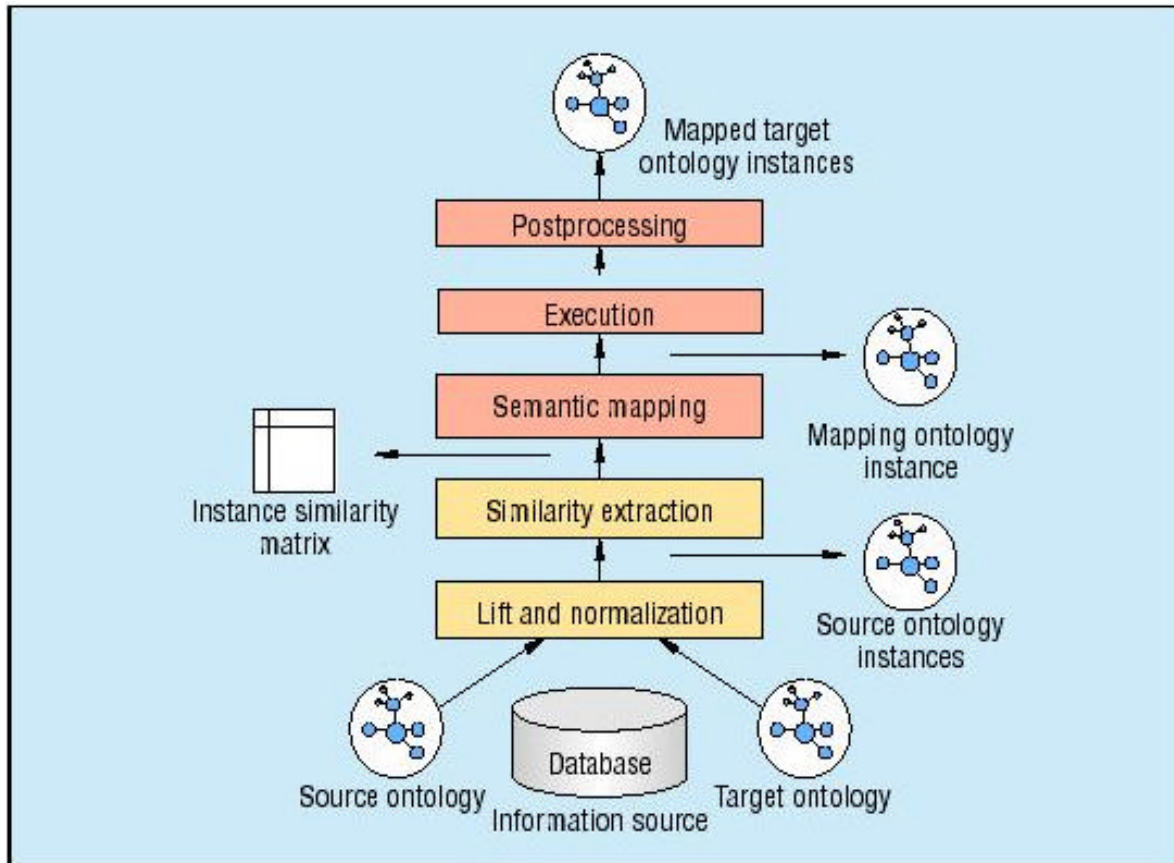 Mapped target
ontology instances
Postprocessing
Execution
Semantic mapping
Mapping ontology
instance
Instance similarity
matrix
Similarity extraction
Lift and normalization
Source ontology
instances
Source ontology
Database
Information source
Target ontology